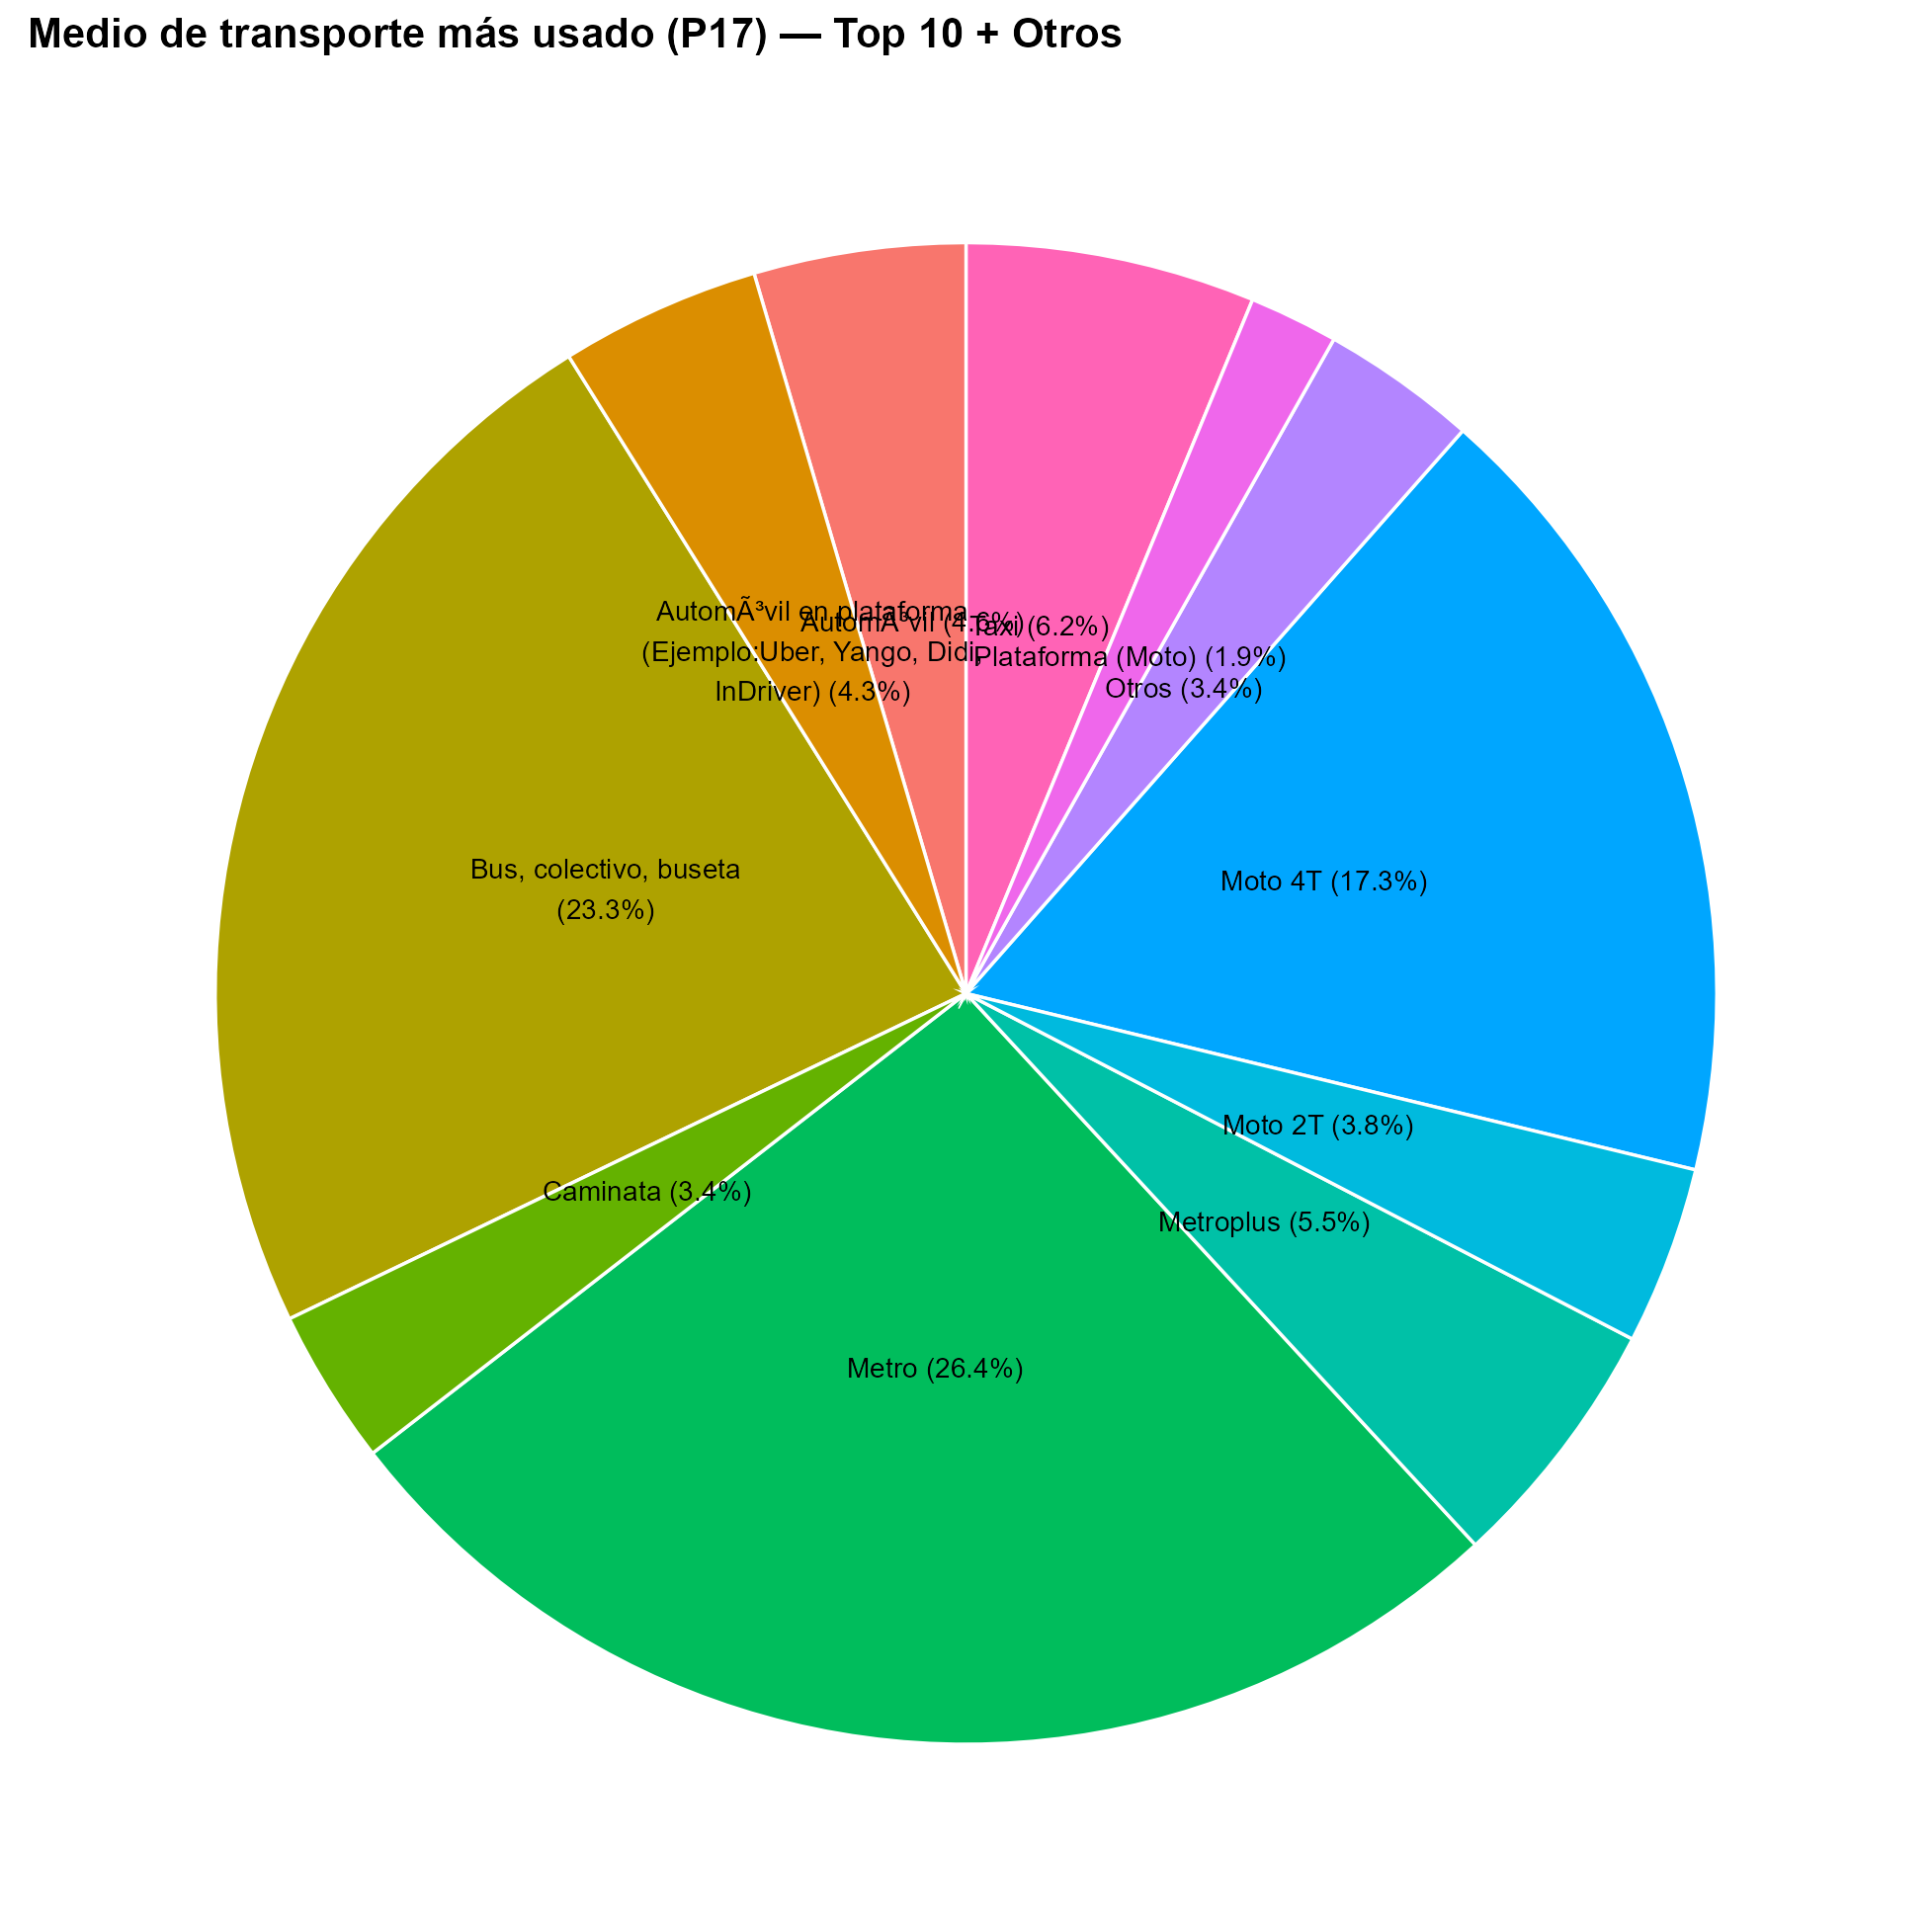 Medio de transporte más usado (P17) — Top 10 + Otros
AutomÃ³vil en plataforma
(Ejemplo:Uber, Yango, Didi,
InDriver) (4.3%)
AutomÃ³vil (4.6%)
Taxi (6.2%)
Plataforma (Moto) (1.9%)
Otros (3.4%)
Bus, colectivo, buseta
(23.3%)
Moto 4T (17.3%)
Moto 2T (3.8%)
Caminata (3.4%)
Metroplus (5.5%)
Metro (26.4%)